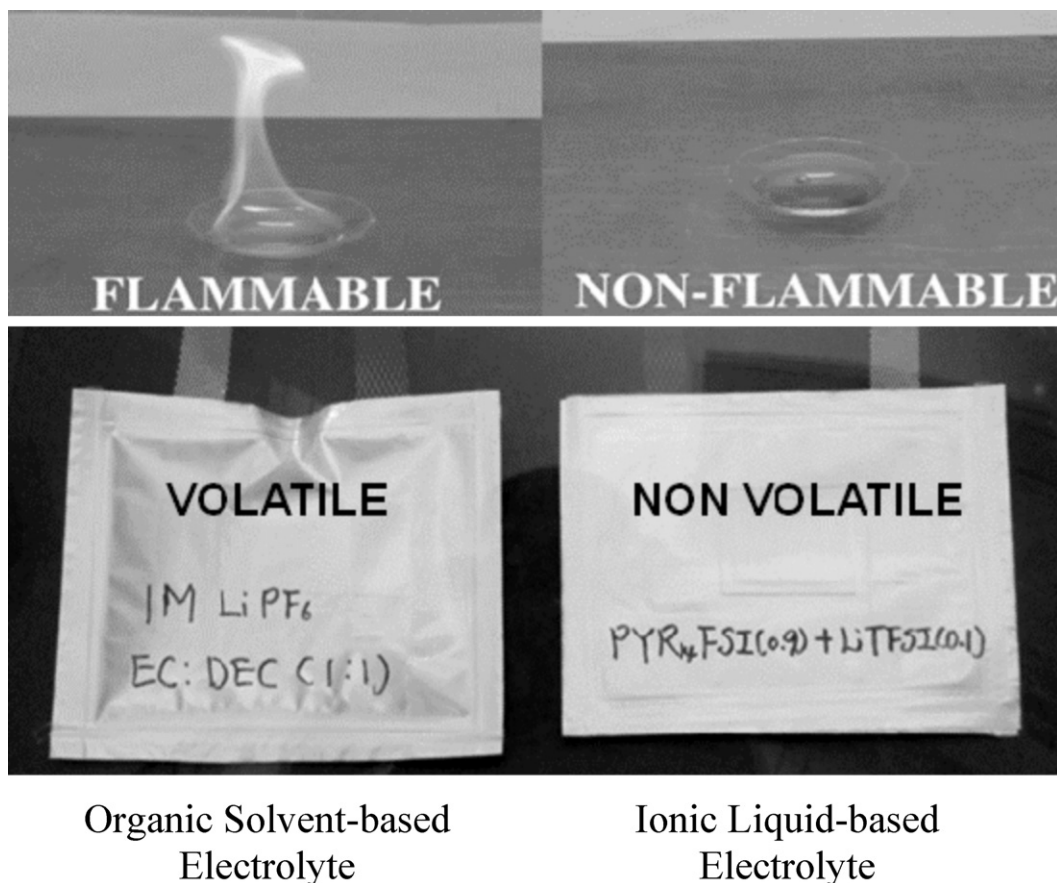 FLAMMABLE
NON-FLAMMABLE
VOLATILE
1M LiPF₆
EC: DEC (1:1)
NON VOLATILE
PYR₁₄FSI(0.9) + LiTFSI(0.1)
Organic Solvent-based
Electrolyte
Ionic Liquid-based
Electrolyte